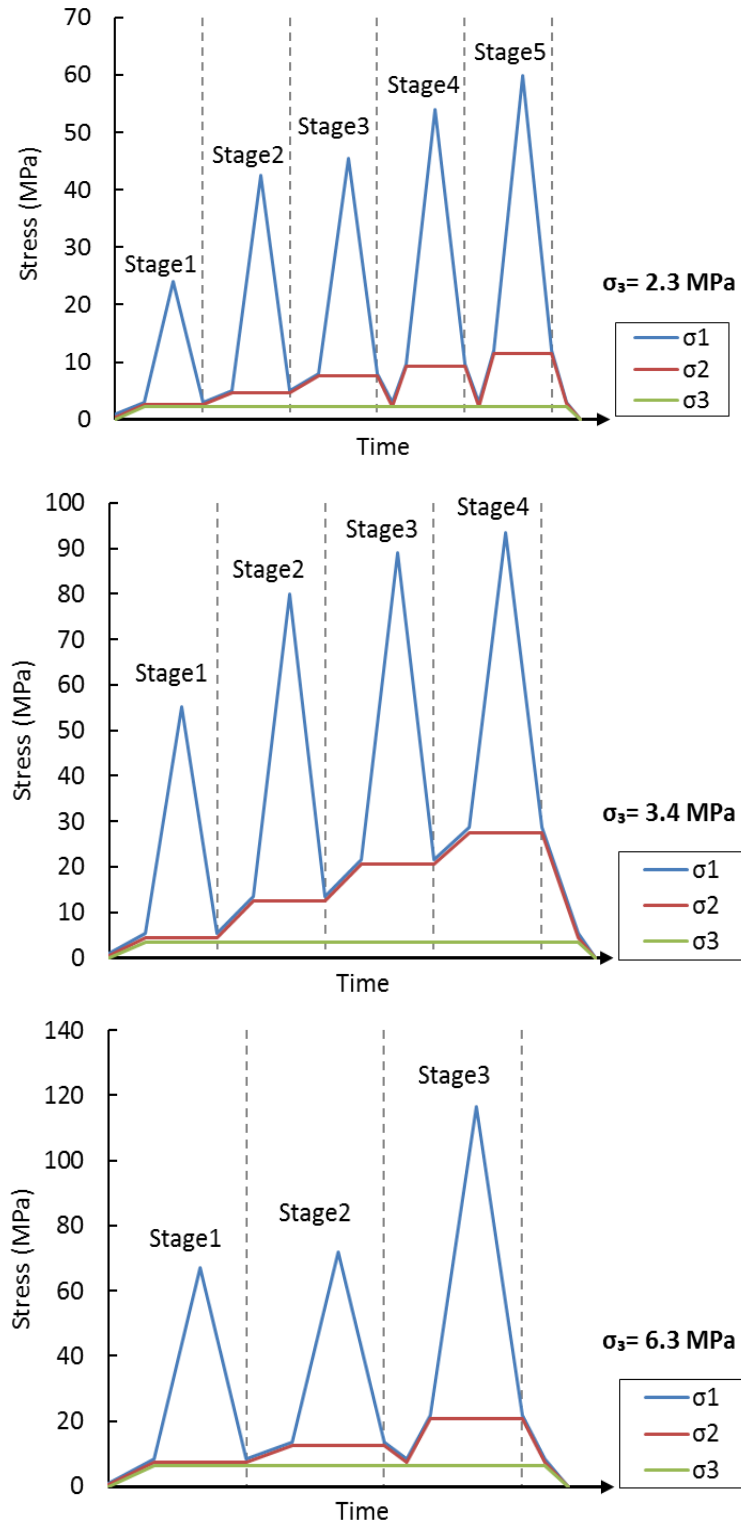 70
60
50
40
30
20
10
0
Stress (MPa)
Stage1
Stage2
Stage3
Stage4
Stage5
Time
σ₃= 2.3 MPa
σ1
σ2
σ3
100
90
80
70
60
50
40
30
20
10
0
Stress (MPa)
Stage1
Stage2
Stage3
Stage4
Time
σ₃= 3.4 MPa
σ1
σ2
σ3
140
120
100
80
60
40
20
0
Stress (MPa)
Stage1
Stage2
Stage3
Time
σ₃= 6.3 MPa
σ1
σ2
σ3